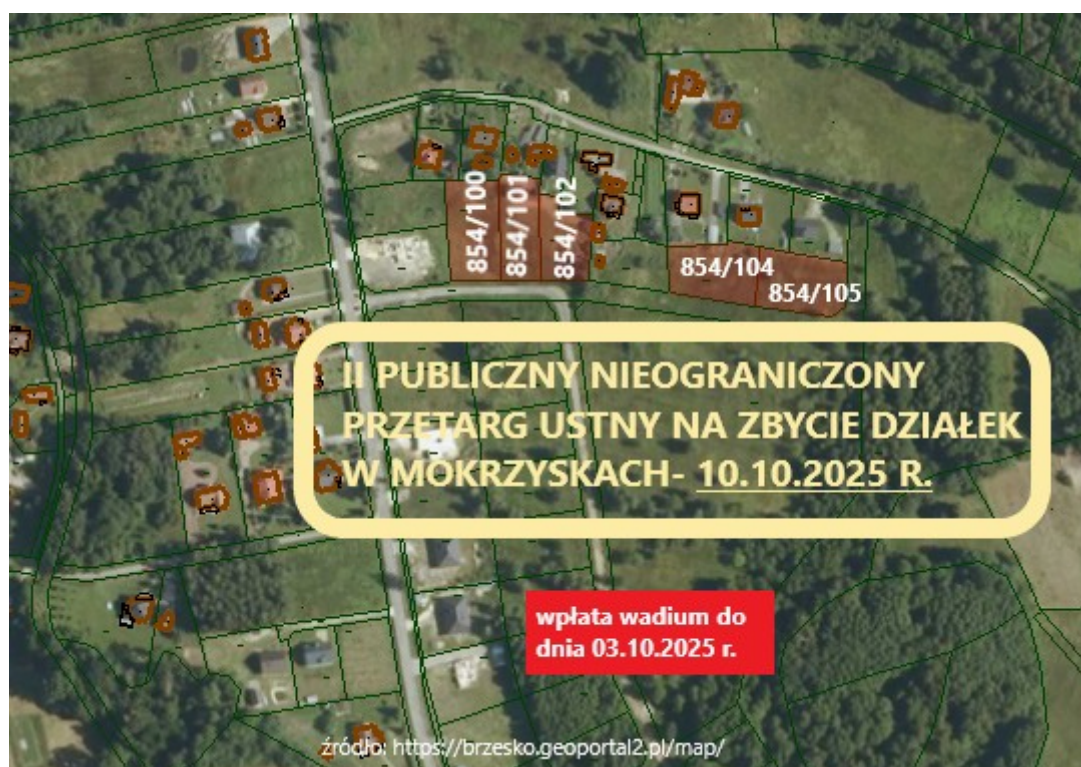 854/100
854/101
854/102
854/104
854/105
II PUBLICZNY NIEOGRANICZONY
PRZETARG USTNY NA ZBYCIE DZIAŁEK
W MOKRZYSKACH- 10.10.2025 R.
wpłata wadium do
dnia 03.10.2025 r.
źródło: https://brzesko.geoportal2.pl/map/